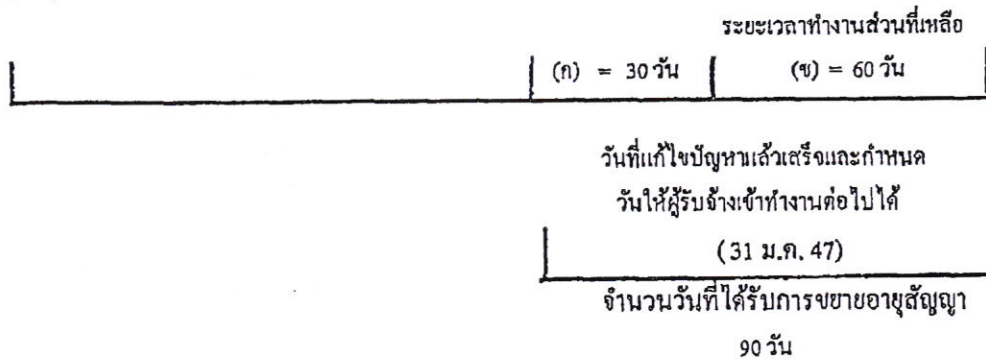 ระยะเวลาทำงานส่วนที่เหลือ
(ก) = 30 วัน (ข) = 60 วัน
วันที่แก้ไขปัญหาแล้วเสร็จและกำหนด
วันให้ผู้รับจ้างเข้าทำงานต่อไปได้
(31 ม.ค. 47)
จำนวนวันที่ได้รับการขยายอายุสัญญา
90 วัน